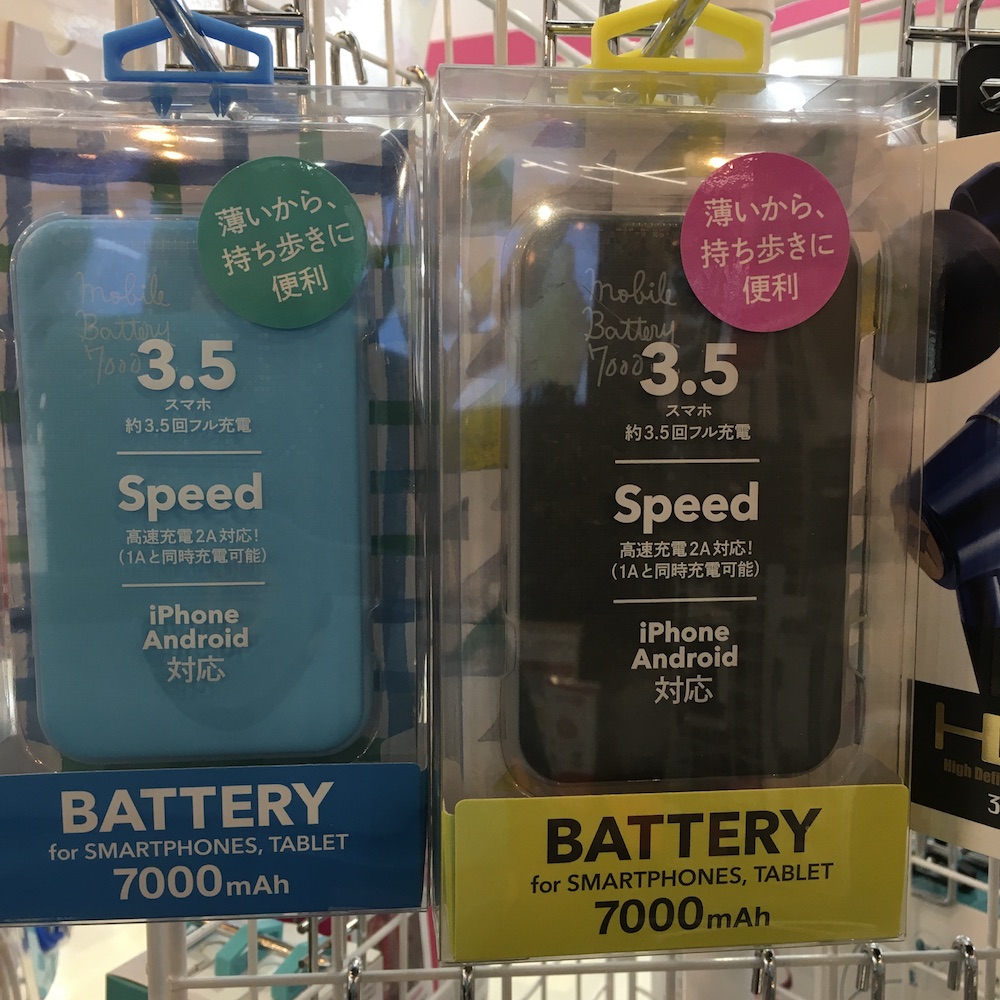 薄いから、
持ち歩きに
便利
Mobile
Battery
7000
3.5
スマホ
約3.5回フル充電
Speed
高速充電2A対応!
(1Aと同時充電可能)
iPhone
Android
対応
BATTERY
for SMARTPHONES, TABLET
7000mAh
薄いから、
持ち歩きに
便利
Mobile
Battery
7000
3.5
スマホ
約3.5回フル充電
Speed
高速充電2A対応!
(1Aと同時充電可能)
iPhone
Android
対応
BATTERY
for SMARTPHONES, TABLET
7000mAh
High